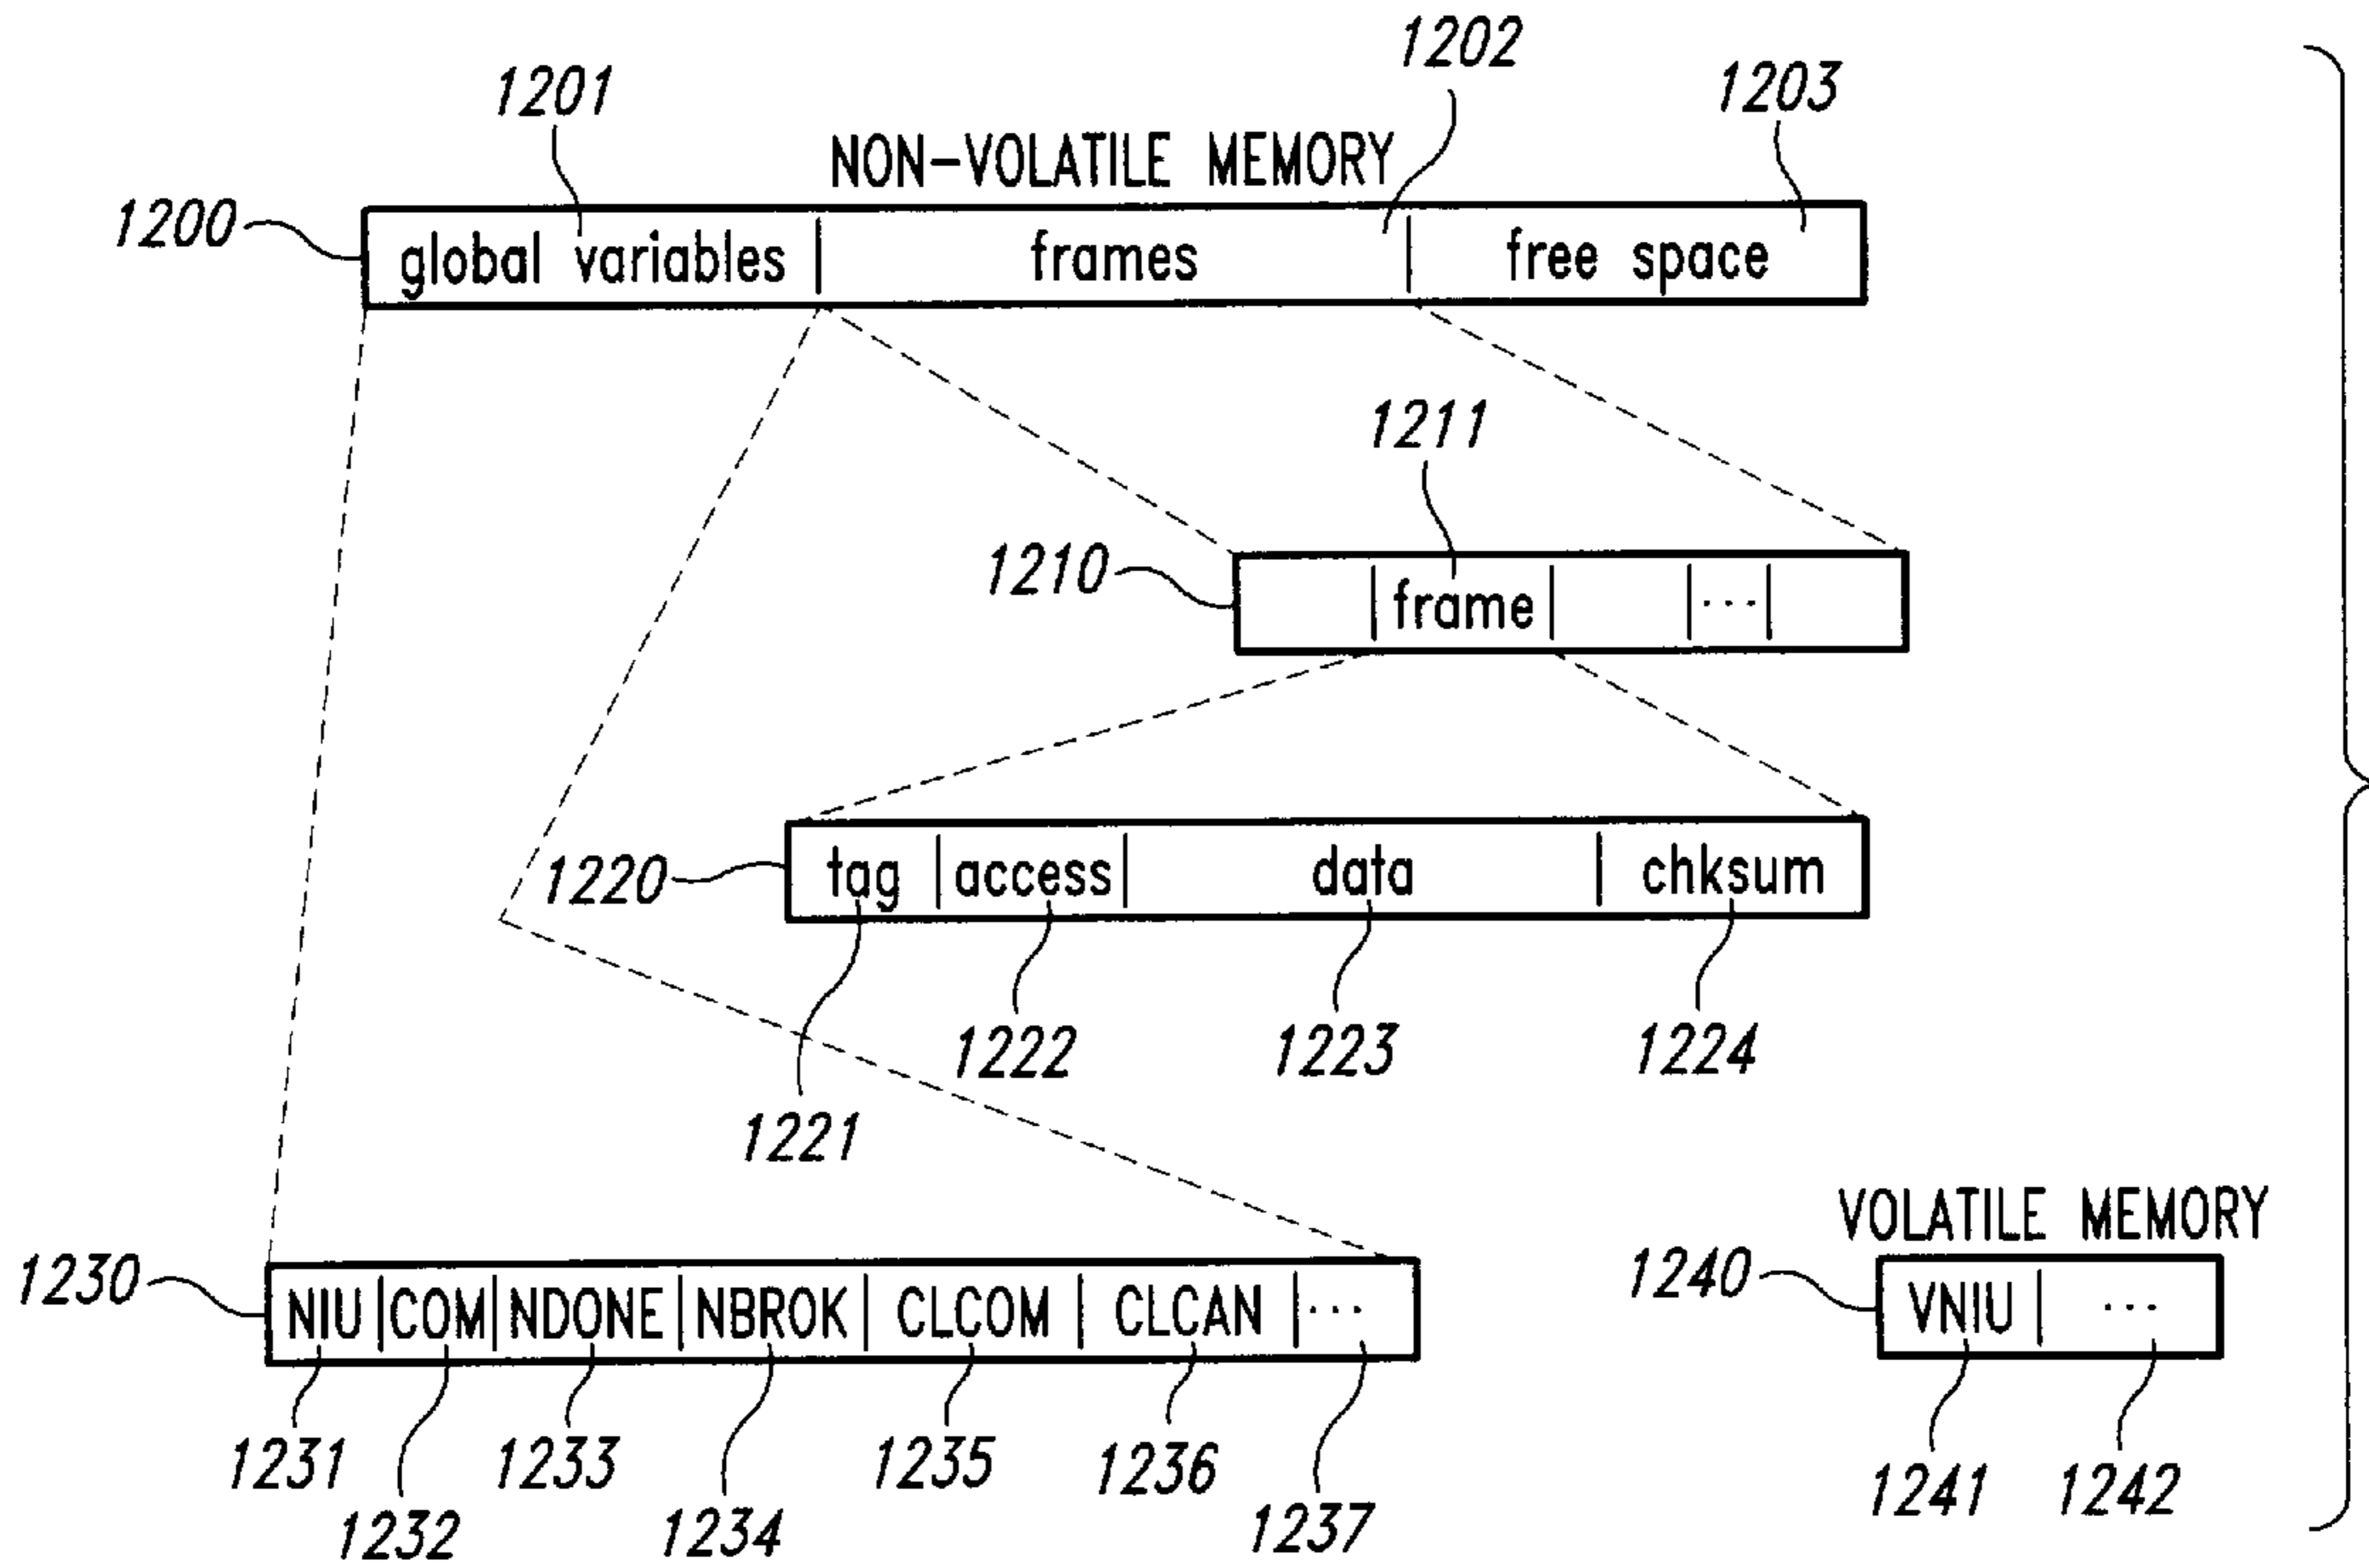 1202
1201
1203
NON-VOLATILE MEMORY
1200
global variables
frames
free space
1211
1210
frame
...
1220
tag
access
data
chksum
1222
1223
1224
1221
VOLATILE MEMORY
1230
NIU
COM
NDONE
NBROK
CLCOM
CLCAN
...
1240
VNIU
...
1231
1233
1235
1236
1241
1242
1232
1234
1237